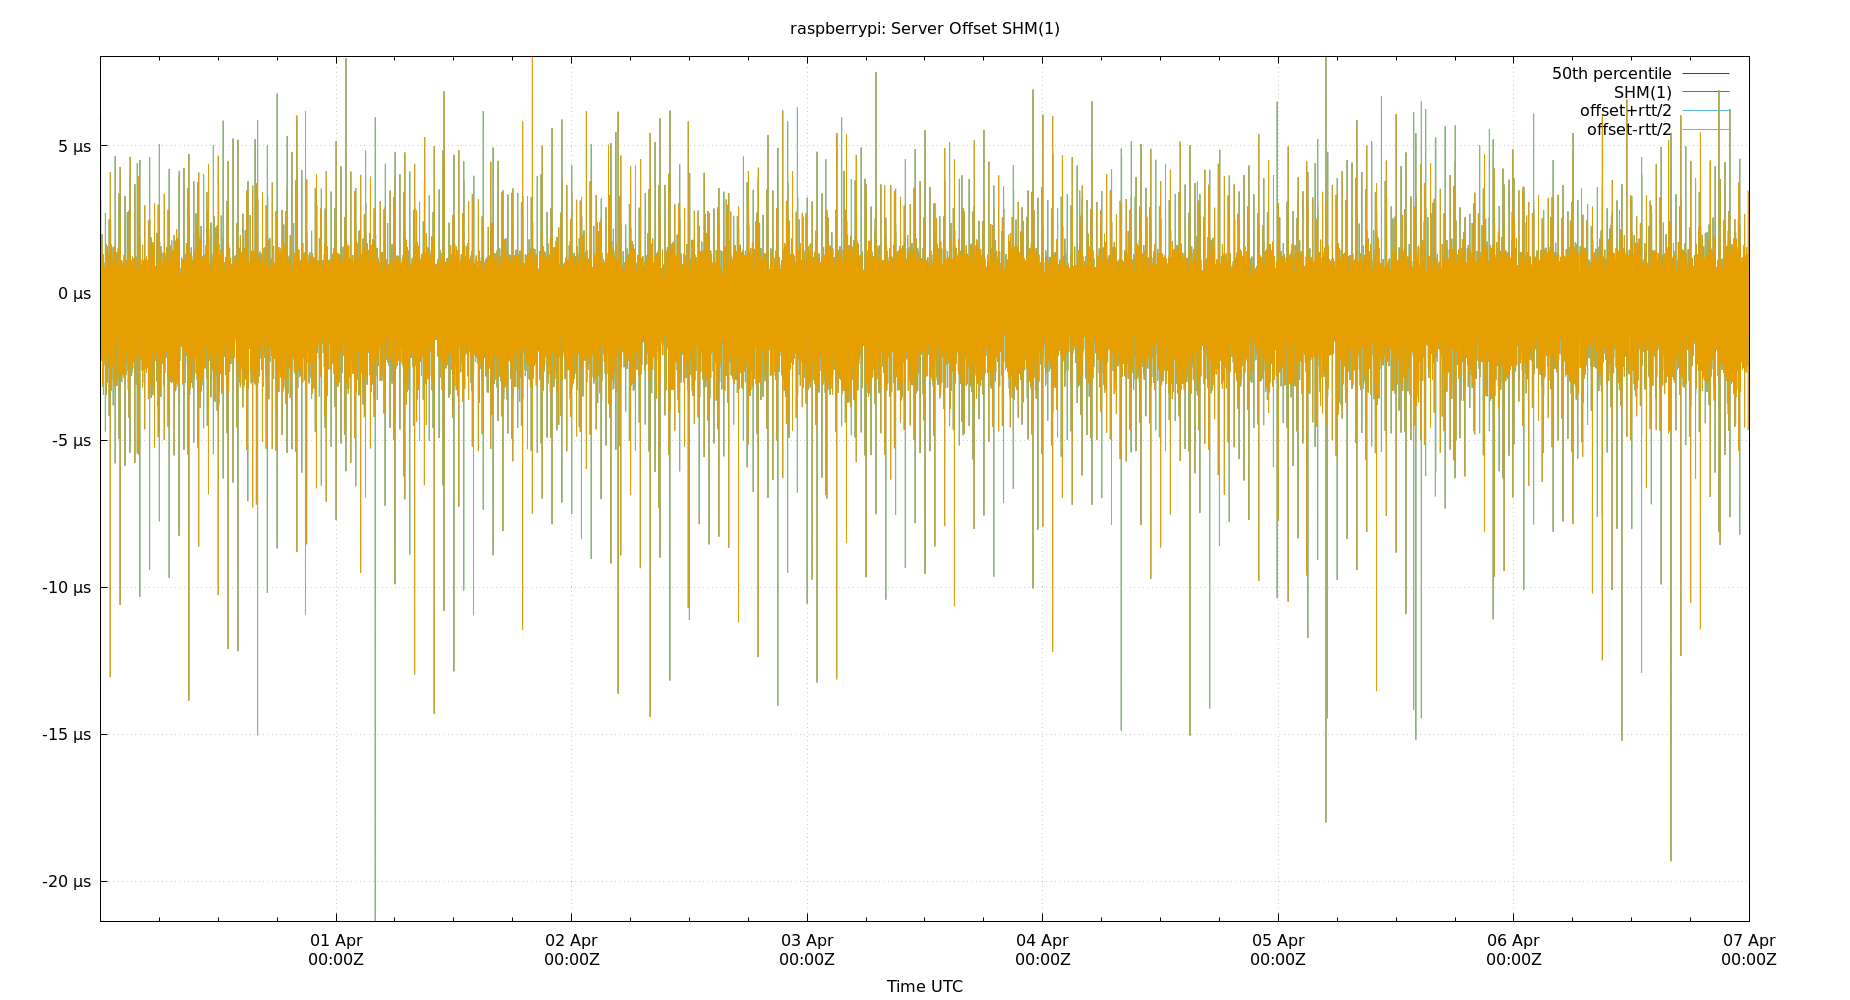 raspberrypi: Server Offset SHM(1)
50th percentile
SHM(1)
offset+rtt/2
offset-rtt/2
5 µs
0 µs
-5 µs
-10 µs
-15 µs
-20 µs
01 Apr
00:00Z
02 Apr
00:00Z
03 Apr
00:00Z
04 Apr
00:00Z
05 Apr
00:00Z
06 Apr
00:00Z
07 Apr
00:00Z
Time UTC